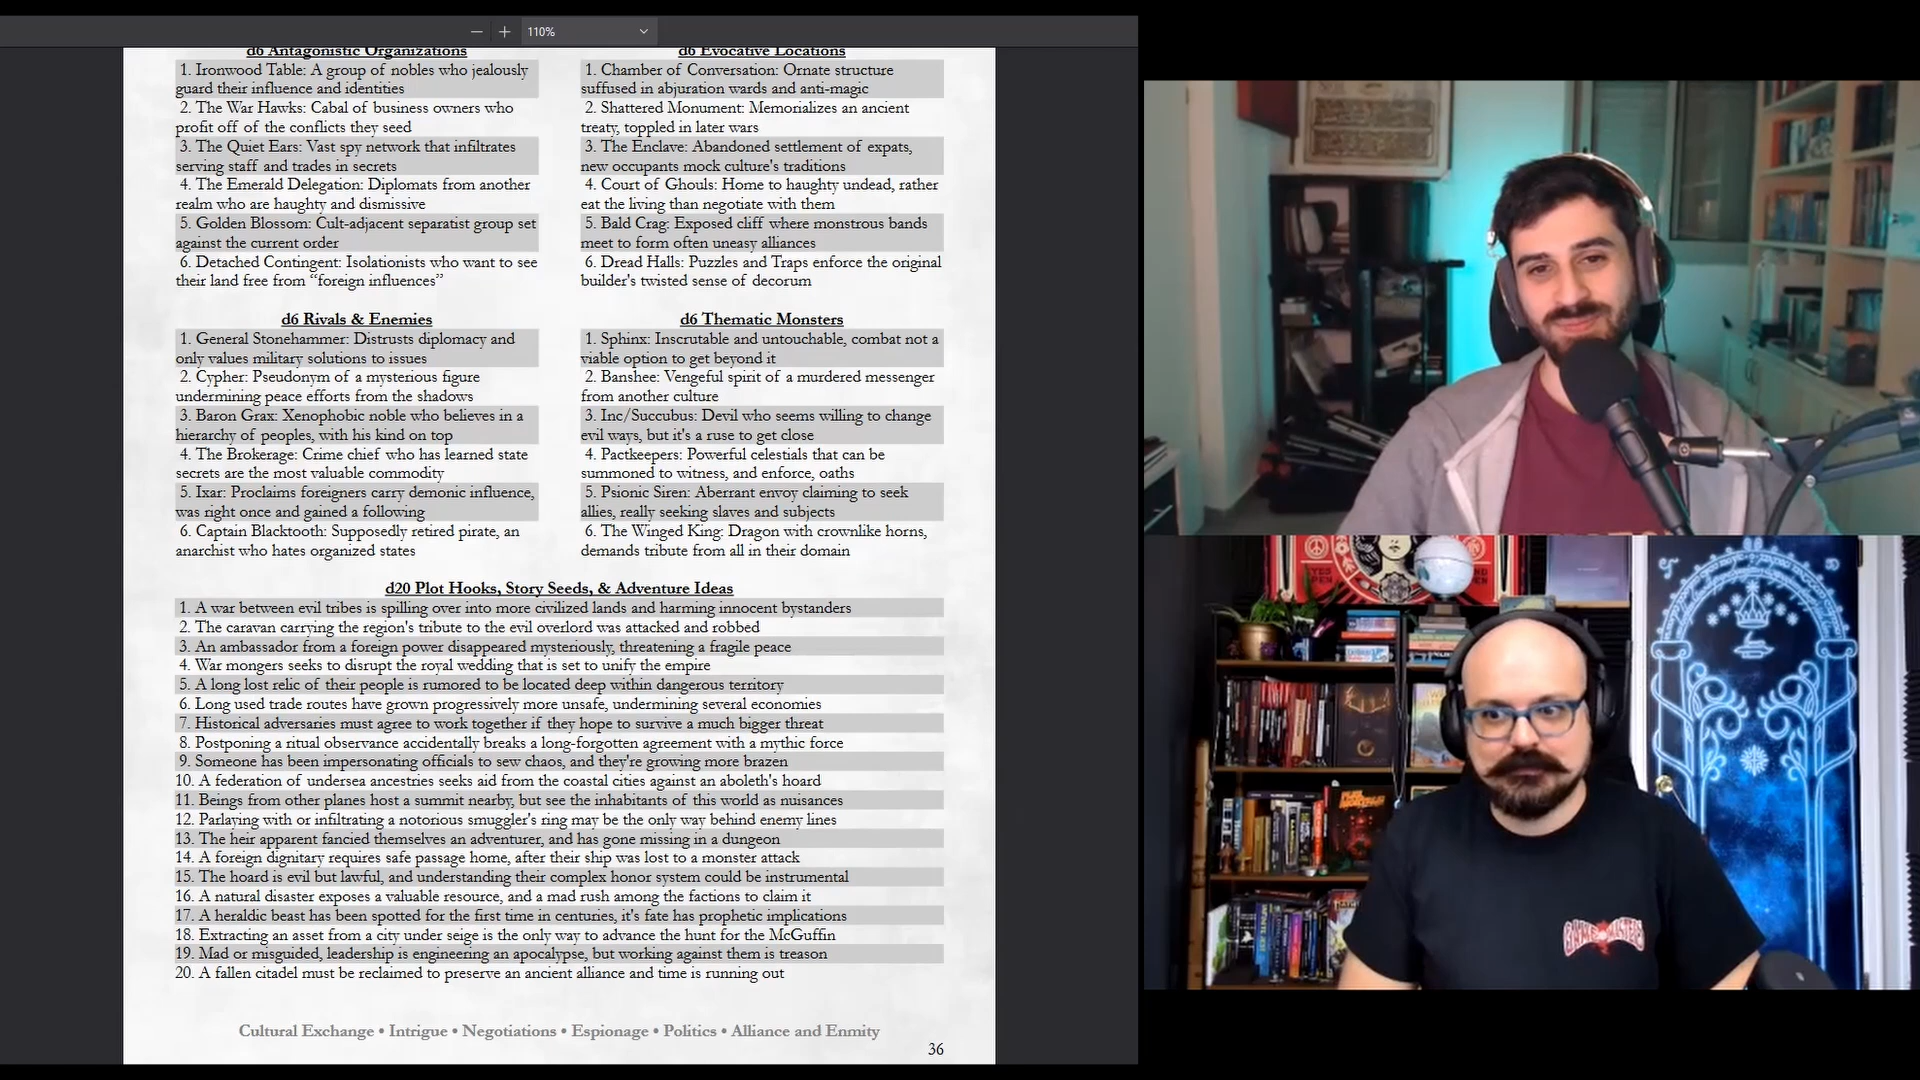 110%
d6 Antagonistic Organizations
1. Ironwood Table: A group of nobles who jealously
guard their influence and identities
2. The War Hawks: Cabal of business owners who
profit off of the conflicts they seed
3. The Quiet Ears: Vast spy network that infiltrates
serving staff and trades in secrets
4. The Emerald Delegation: Diplomats from another
realm who are haughty and dismissive
5. Golden Blossom: Cult-adjacent separatist group set
against the current order
6. Detached Contingent: Isolationists who want to see
their land free from “foreign influences”
d6 Evocative Locations
1. Chamber of Conversation: Ornate structure
suffused in abjuration wards and anti-magic
2. Shattered Monument: Memorializes an ancient
treaty, toppled in later wars
3. The Enclave: Abandoned settlement of expats,
new occupants mock culture's traditions
4. Court of Ghouls: Home to haughty undead, rather
eat the living than negotiate with them
5. Bald Crag: Exposed cliff where monstrous bands
meet to form often uneasy alliances
6. Dread Halls: Puzzles and Traps enforce the original
builder's twisted sense of decorum
d6 Rivals & Enemies
1. General Stonehammer: Distrusts diplomacy and
only values military solutions to issues
2. Cypher: Pseudonym of a mysterious figure
undermining peace efforts from the shadows
3. Baron Grax: Xenophobic noble who believes in a
hierarchy of peoples, with his kind on top
4. The Brokerage: Crime chief who has learned state
secrets are the most valuable commodity
5. Ixar: Proclaims foreigners carry demonic influence,
was right once and gained a following
6. Captain Blacktooth: Supposedly retired pirate, an
anarchist who hates organized states
d6 Thematic Monsters
1. Sphinx: Inscrutable and untouchable, combat not a
viable option to get beyond it
2. Banshee: Vengeful spirit of a murdered messenger
from another culture
3. Inc/Succubus: Devil who seems willing to change
evil ways, but it's a ruse to get close
4. Pactkeepers: Powerful celestials that can be
summoned to witness, and enforce, oaths
5. Psionic Siren: Aberrant envoy claiming to seek
allies, really seeking slaves and subjects
6. The Winged King: Dragon with crownlike horns,
demands tribute from all in their domain
d20 Plot Hooks, Story Seeds, & Adventure Ideas
1. A war between evil tribes is spilling over into more civilized lands and harming innocent bystanders
2. The caravan carrying the region's tribute to the evil overlord was attacked and robbed
3. An ambassador from a foreign power disappeared mysteriously, threatening a fragile peace
4. War mongers seeks to disrupt the royal wedding that is set to unify the empire
5. A long lost relic of their people is rumored to be located deep within dangerous territory
6. Long used trade routes have grown progressively more unsafe, undermining several economies
7. Historical adversaries must agree to work together if they hope to survive a much bigger threat
8. Postponing a ritual observance accidentally breaks a long-forgotten agreement with a mythic force
9. Someone has been impersonating officials to sew chaos, and they're growing more brazen
10. A federation of undersea ancestries seeks aid from the coastal cities against an aboleth's hoard
11. Beings from other planes host a summit nearby, but see the inhabitants of this world as nuisances
12. Parlaying with or infiltrating a notorious smuggler's ring may be the only way behind enemy lines
13. The heir apparent fancied themselves an adventurer, and has gone missing in a dungeon
14. A foreign dignitary requires safe passage home, after their ship was lost to a monster attack
15. The hoard is evil but lawful, and understanding their complex honor system could be instrumental
16. A natural disaster exposes a valuable resource, and a mad rush among the factions to claim it
17. A heraldic beast has been spotted for the first time in centuries, it's fate has prophetic implications
18. Extracting an asset from a city under seige is the only way to advance the hunt for the McGuffin
19. Mad or misguided, leadership is engineering an apocalypse, but working against them is treason
20. A fallen citadel must be reclaimed to preserve an ancient alliance and time is running out
Cultural Exchange • Intrigue • Negotiations • Espionage • Politics • Alliance and Enmity
36